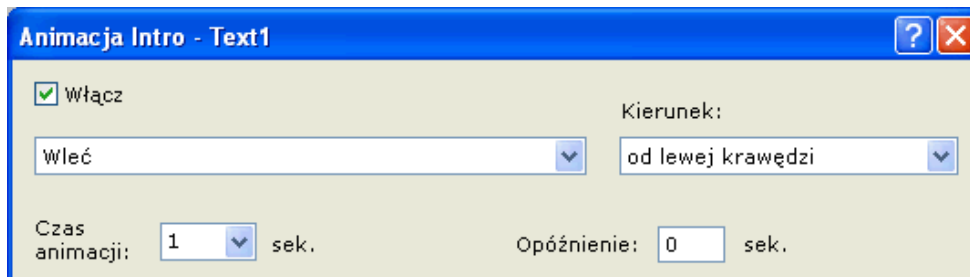 Animacja Intro - Text1
Włącz
Kierunek:
Wleć
od lewej krawędzi
Czas
animacji: 1 sek.
Opóźnienie: 0 sek.